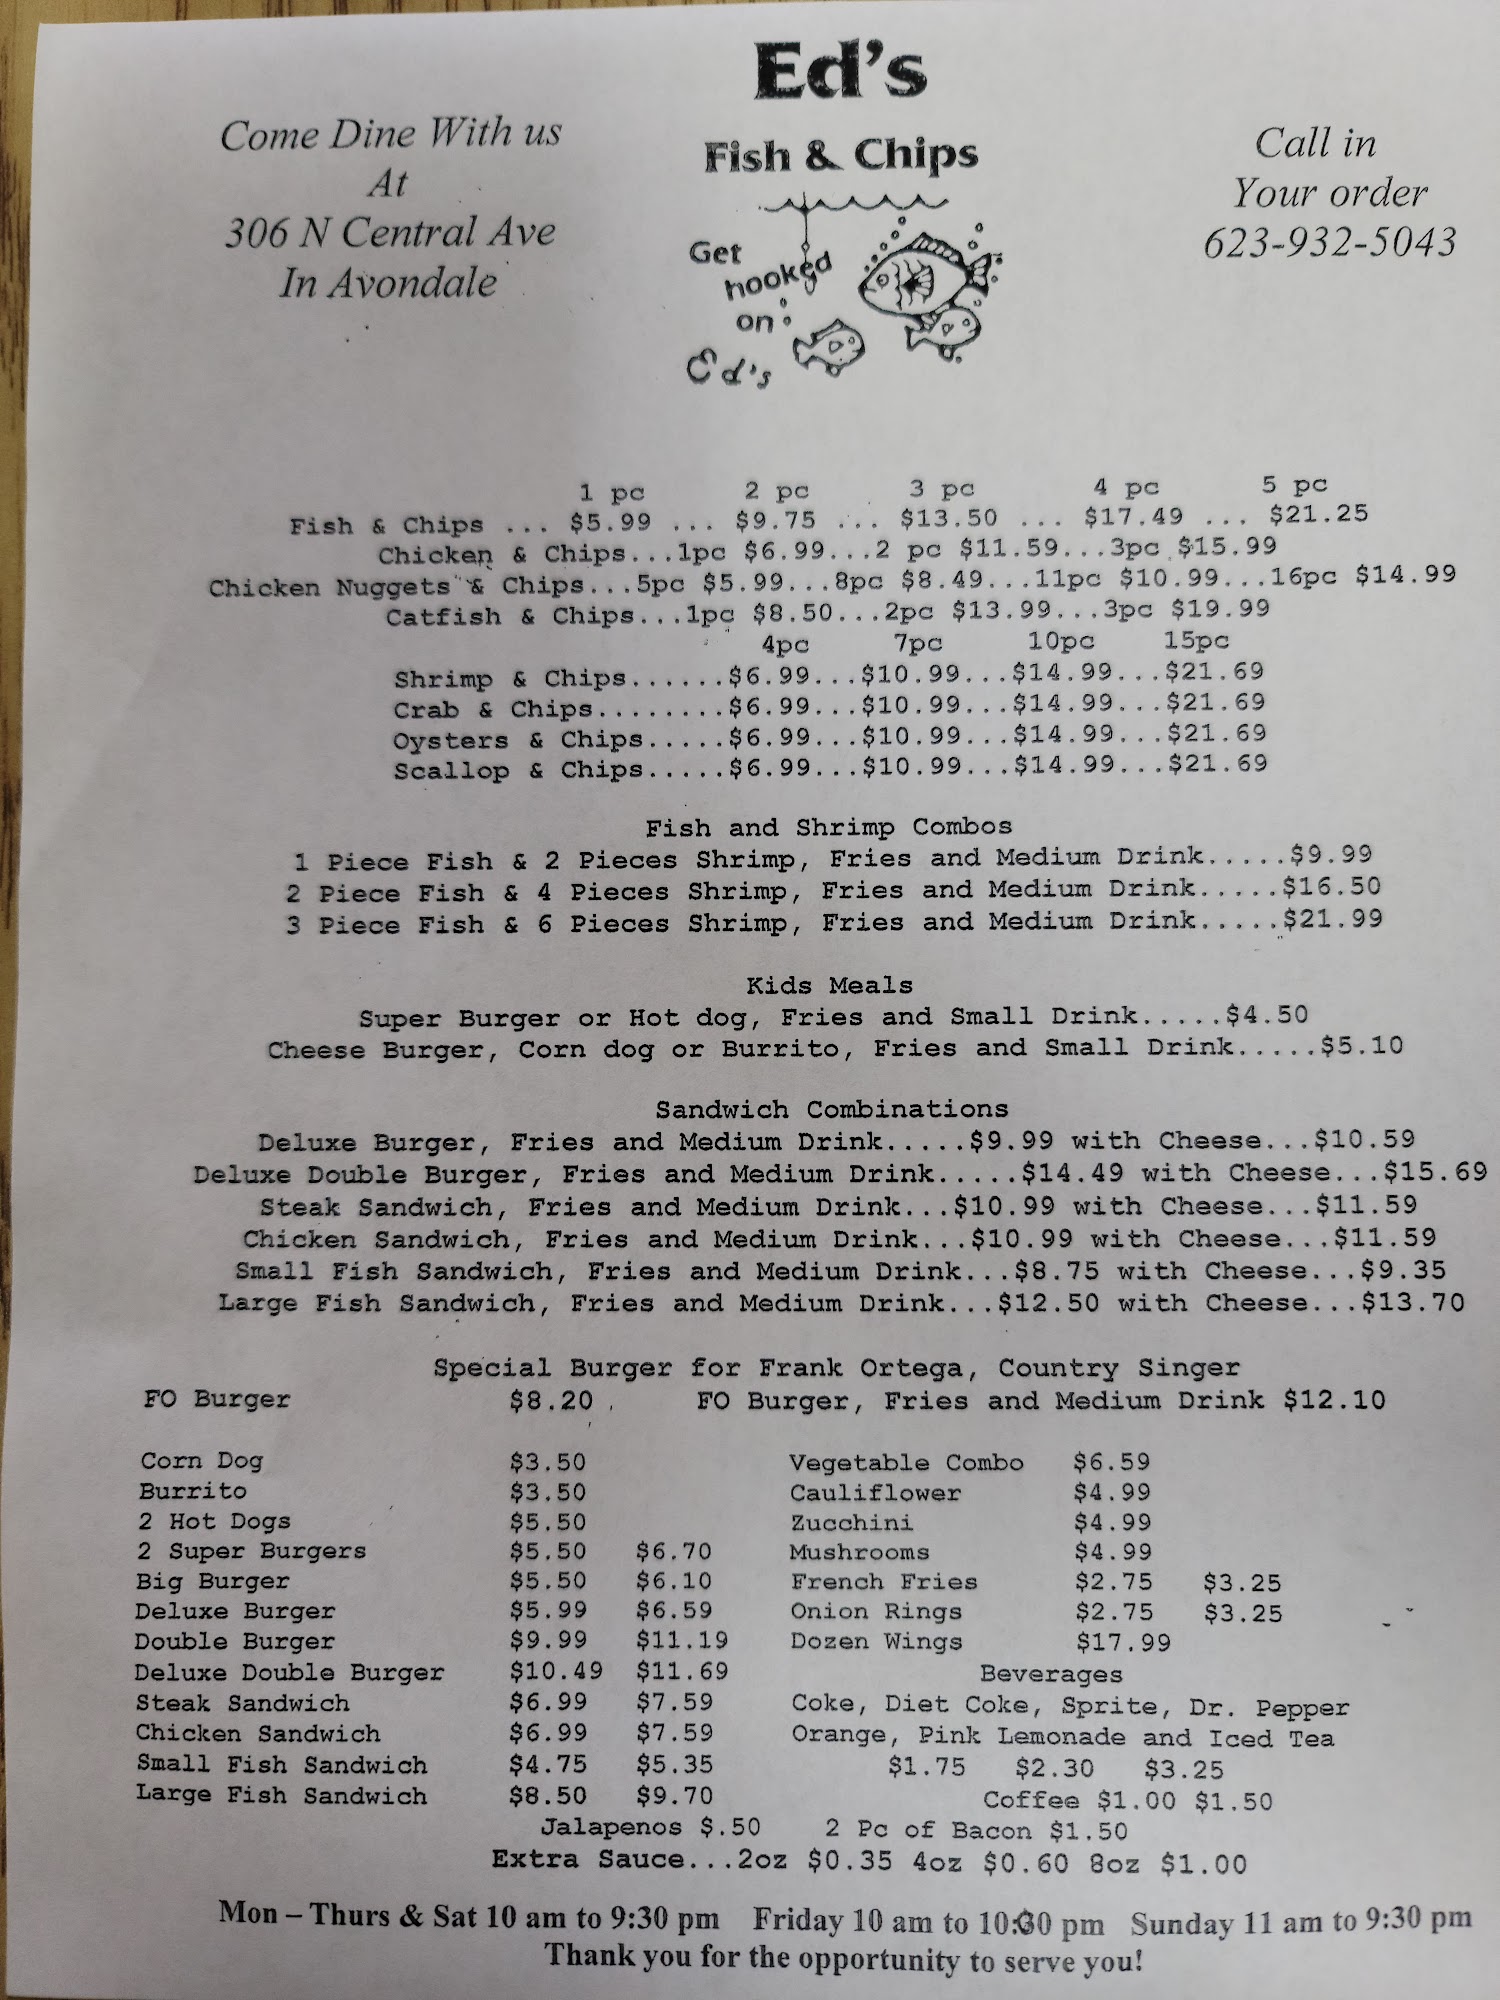 Ed's
Fish & Chips
Come Dine With us
At
306 N Central Ave
In Avondale
Get
hooked
on
Ed's
Call in
Your order
623-932-5043
1 pc 2 pc 3 pc 4 pc 5 pc
Fish & Chips ... $5.99 ... $9.75 ... $13.50 ... $17.49 ... $21.25
Chicken & Chips...1pc $6.99...2 pc $11.59...3pc $15.99
Chicken Nuggets & Chips...5pc $5.99...8pc $8.49...11pc $10.99...16pc $14.99
Catfish & Chips...1pc $8.50...2pc $13.99...3pc $19.99
4pc 7pc 10pc 15pc
Shrimp & Chips......$6.99...$10.99...$14.99...$21.69
Crab & Chips........$6.99...$10.99...$14.99...$21.69
Oysters & Chips.....$6.99...$10.99...$14.99...$21.69
Scallop & Chips.....$6.99...$10.99...$14.99...$21.69
Fish and Shrimp Combos
1 Piece Fish & 2 Pieces Shrimp, Fries and Medium Drink.....$9.99
2 Piece Fish & 4 Pieces Shrimp, Fries and Medium Drink.....$16.50
3 Piece Fish & 6 Pieces Shrimp, Fries and Medium Drink.....$21.99
Kids Meals
Super Burger or Hot dog, Fries and Small Drink.....$4.50
Cheese Burger, Corn dog or Burrito, Fries and Small Drink.....$5.10
Sandwich Combinations
Deluxe Burger, Fries and Medium Drink.....$9.99 with Cheese...$10.59
Deluxe Double Burger, Fries and Medium Drink.....$14.49 with Cheese...$15.69
Steak Sandwich, Fries and Medium Drink...$10.99 with Cheese...$11.59
Chicken Sandwich, Fries and Medium Drink...$10.99 with Cheese...$11.59
Small Fish Sandwich, Fries and Medium Drink...$8.75 with Cheese...$9.35
Large Fish Sandwich, Fries and Medium Drink...$12.50 with Cheese...$13.70
Special Burger for Frank Ortega, Country Singer
FO Burger $8.20 FO Burger, Fries and Medium Drink $12.10
Corn Dog $3.50 Vegetable Combo $6.59
Burrito $3.50 Cauliflower $4.99
2 Hot Dogs $5.50 Zucchini $4.99
2 Super Burgers $5.50 $6.70 Mushrooms $4.99
Big Burger $5.50 $6.10 French Fries $2.75 $3.25
Deluxe Burger $5.99 $6.59 Onion Rings $2.75 $3.25
Double Burger $9.99 $11.19 Dozen Wings $17.99
Deluxe Double Burger $10.49 $11.69 Beverages
Steak Sandwich $6.99 $7.59 Coke, Diet Coke, Sprite, Dr. Pepper
Chicken Sandwich $6.99 $7.59 Orange, Pink Lemonade and Iced Tea
Small Fish Sandwich $4.75 $5.35 $1.75 $2.30 $3.25
Large Fish Sandwich $8.50 $9.70 Coffee $1.00 $1.50
Jalapenos $.50 2 Pc of Bacon $1.50
Extra Sauce...2oz $0.35 4oz $0.60 8oz $1.00
Mon – Thurs & Sat 10 am to 9:30 pm Friday 10 am to 10:00 pm Sunday 11 am to 9:30 pm
Thank you for the opportunity to serve you!